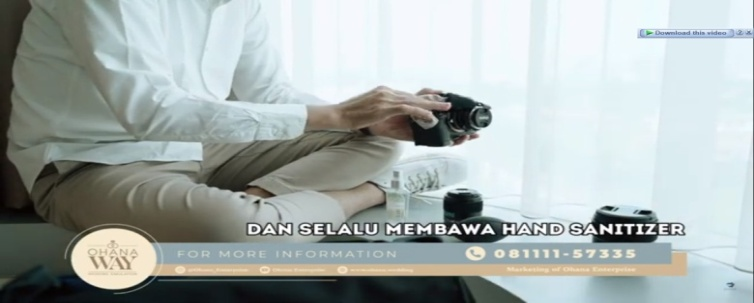 Download this video
DAN SELALU MEMBAWA HAND SANITIZER
OHANA
WAY
FOR MORE INFORMATION
081111-57335
Marketing of Ohana Enterprise